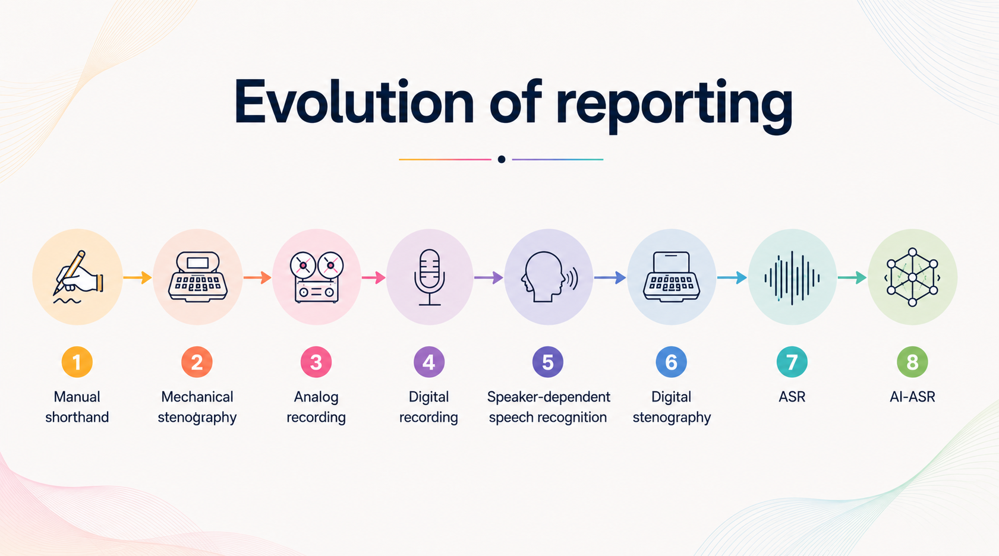 Evolution of reporting
1
Manual
shorthand
2
Mechanical
stenography
3
Analog
recording
4
Digital
recording
5
Speaker-dependent
speech recognition
6
Digital
stenography
7
ASR
8
AI-ASR